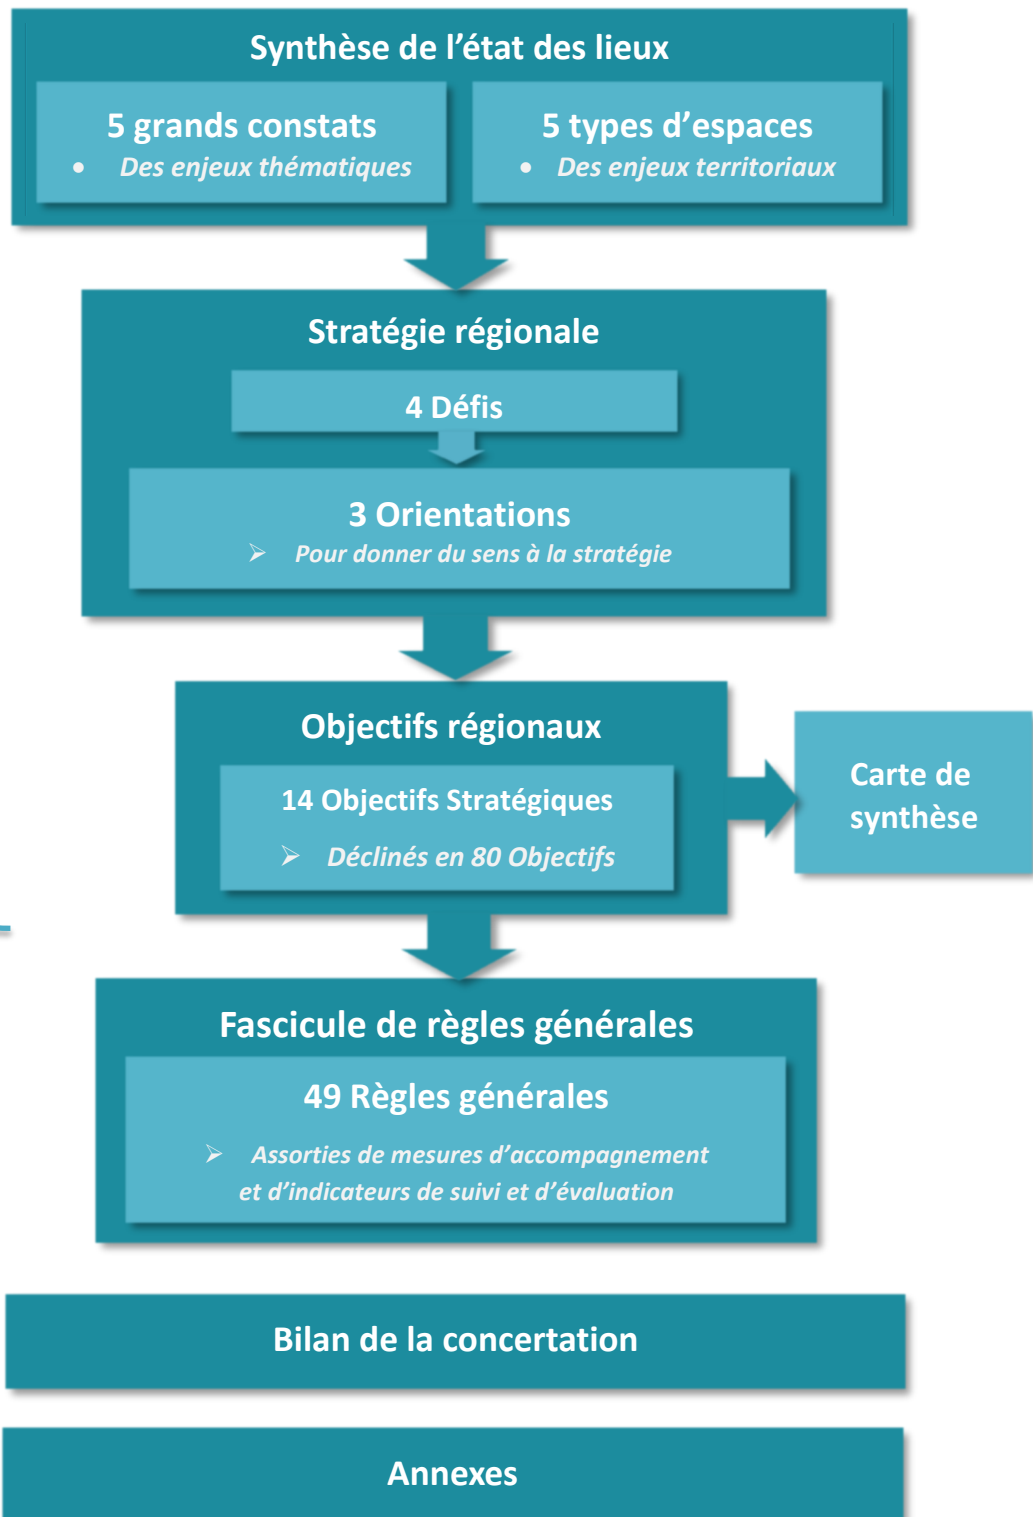 Synthèse de l’état des lieux
5 grands constats
• Des enjeux thématiques
5 types d’espaces
• Des enjeux territoriaux
Stratégie régionale
4 Défis
3 Orientations
➢ Pour donner du sens à la stratégie
Objectifs régionaux
14 Objectifs Stratégiques
➢ Déclinés en 80 Objectifs
Carte de
synthèse
Fascicule de règles générales
49 Règles générales
➢ Assorties de mesures d’accompagnement
et d’indicateurs de suivi et d’évaluation
Bilan de la concertation
Annexes